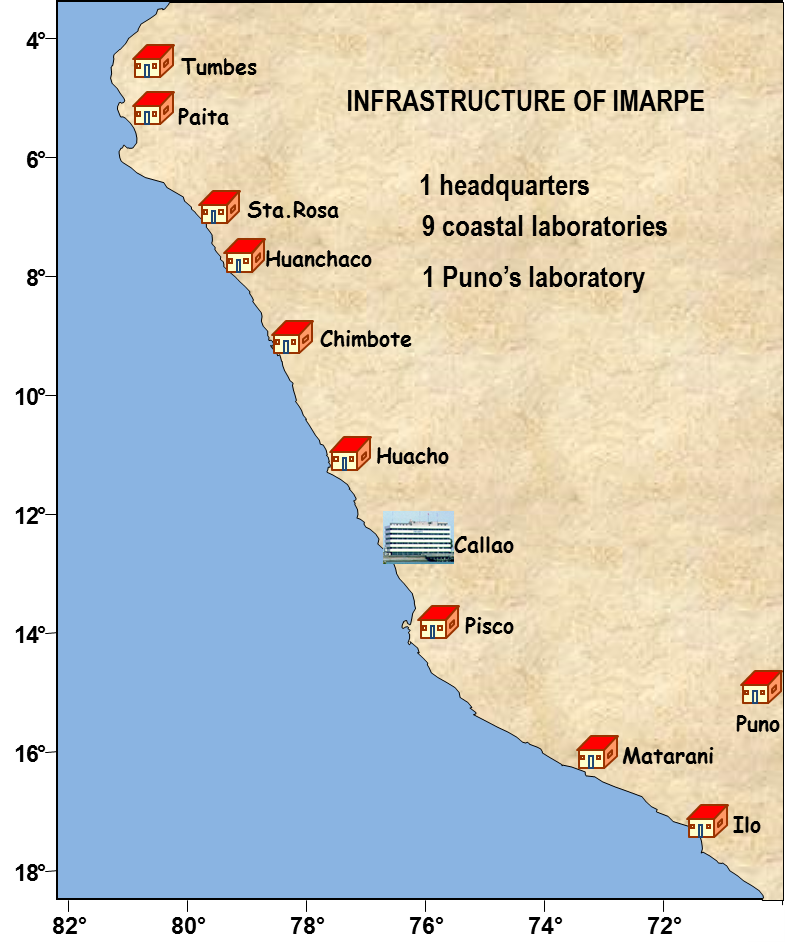 4°
Tumbes
INFRASTRUCTURE OF IMARPE
Paita
6°
1 headquarters
Sta.Rosa
9 coastal laboratories
Huanchaco
8°
1 Puno’s laboratory
Chimbote
10°
Huacho
12°
Callao
Pisco
14°
Puno
16°
Matarani
Ilo
18°
82° 80° 78° 76° 74° 72°